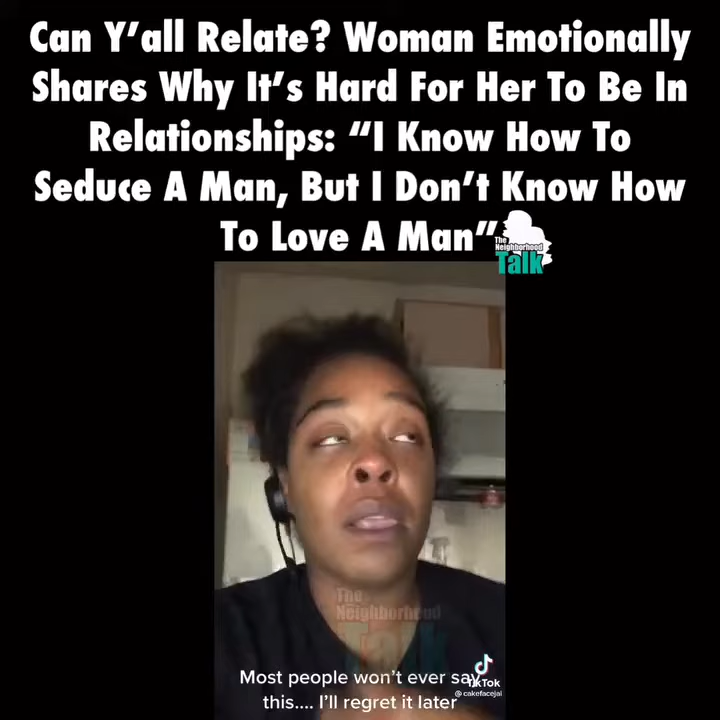 Can Y’all Relate? Woman Emotionally
Shares Why It’s Hard For Her To Be In
Relationships: “I Know How To
Seduce A Man, But I Don’t Know How
To Love A Man”
The
Neighborhood
Talk
The
Neighborhood
Talk
Most people won’t ever say
this.... I’ll regret it later
TikTok
@cakefacejai